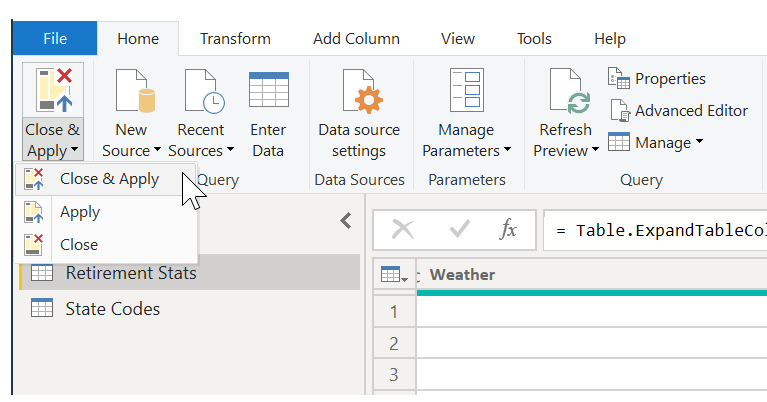 File Home Transform Add Column View Tools Help
Close &
Apply
New
Source
Recent
Sources
Enter
Data
Data source
settings
Manage
Parameters
Refresh
Preview
Properties
Advanced Editor
Manage
Query
Data Sources
Parameters
Query
Close & Apply
Apply
Close
fx
= Table.ExpandTableCol
Retirement Stats
State Codes
Weather
1
2
3